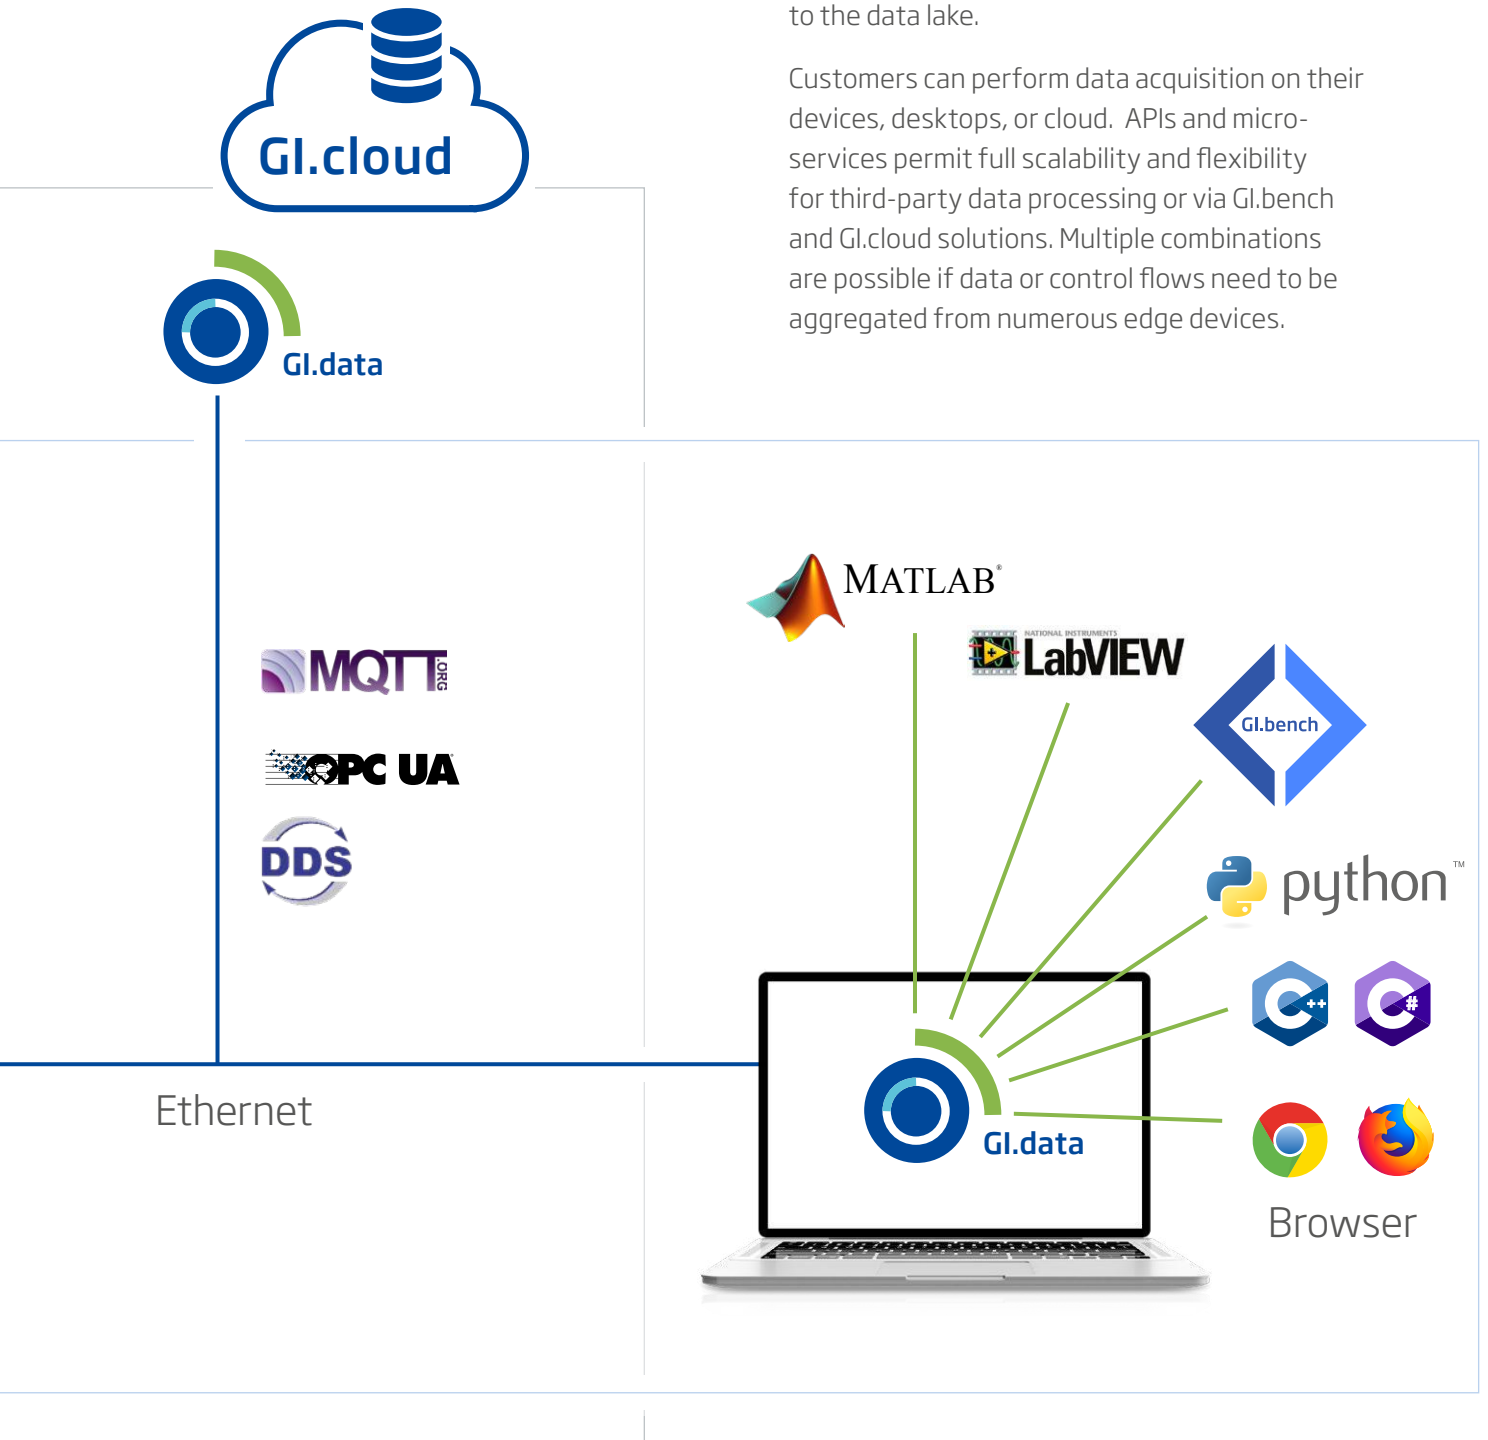 to the data lake.
Customers can perform data acquisition on their
devices, desktops, or cloud.  APIs and micro-
services permit full scalability and flexibility
for third-party data processing or via GI.bench
and GI.cloud solutions. Multiple combinations
are possible if data or control flows need to be
aggregated from numerous edge devices.
GI.cloud
GI.data
MATLAB®
NATIONAL INSTRUMENTS
LabVIEW
MQTT.ORG
GI.bench
OPC UA
DDS
python™
C++
C#
Ethernet
GI.data
Browser